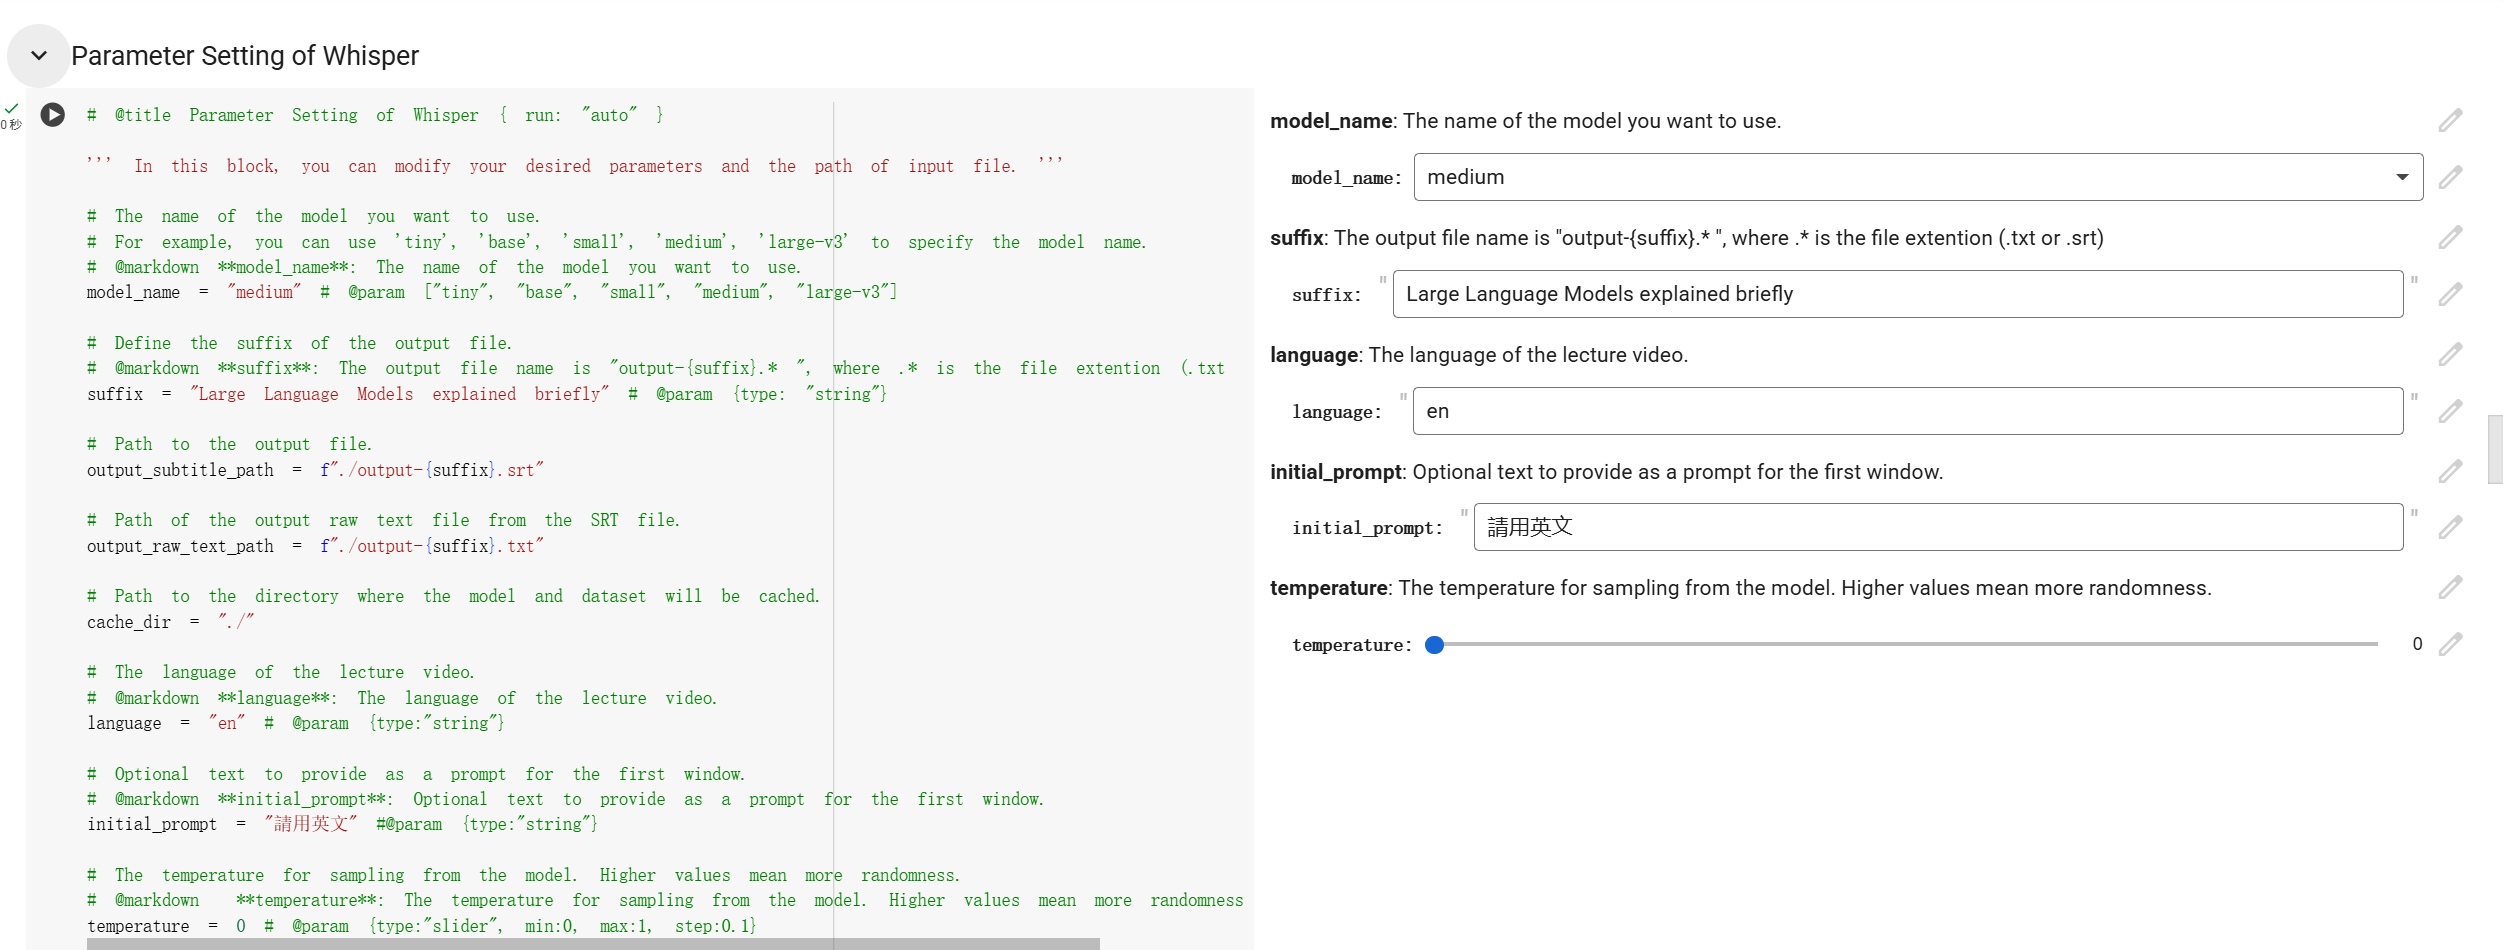 Parameter Setting of Whisper
0 秒
# @title Parameter Setting of Whisper { run: "auto" }
''' In this block, you can modify your desired parameters and the path of input file. '''
# The name of the model you want to use.
# For example, you can use 'tiny', 'base', 'small', 'medium', 'large-v3' to specify the model name.
# @markdown **model_name**: The name of the model you want to use.
model_name = "medium" # @param ["tiny", "base", "small", "medium", "large-v3"]
# Define the suffix of the output file.
# @markdown **suffix**: The output file name is "output-{suffix}.* ", where .* is the file extention (.txt
suffix = "Large Language Models explained briefly" # @param {type: "string"}
# Path to the output file.
output_subtitle_path = f"./output-{suffix}.srt"
# Path of the output raw text file from the SRT file.
output_raw_text_path = f"./output-{suffix}.txt"
# Path to the directory where the model and dataset will be cached.
cache_dir = "./"
# The language of the lecture video.
# @markdown **language**: The language of the lecture video.
language = "en" # @param {type:"string"}
# Optional text to provide as a prompt for the first window.
# @markdown **initial_prompt**: Optional text to provide as a prompt for the first window.
initial_prompt = "請用英文" #@param {type:"string"}
# The temperature for sampling from the model. Higher values mean more randomness.
# @markdown  **temperature**: The temperature for sampling from the model. Higher values mean more randomness
temperature = 0 # @param {type:"slider", min:0, max:1, step:0.1}
model_name: The name of the model you want to use.
model_name: medium
suffix: The output file name is "output-{suffix}.* ", where .* is the file extention (.txt or .srt)
suffix: " Large Language Models explained briefly "
language: The language of the lecture video.
language: " en "
initial_prompt: Optional text to provide as a prompt for the first window.
initial_prompt: " 請用英文 "
temperature: The temperature for sampling from the model. Higher values mean more randomness.
temperature: 0